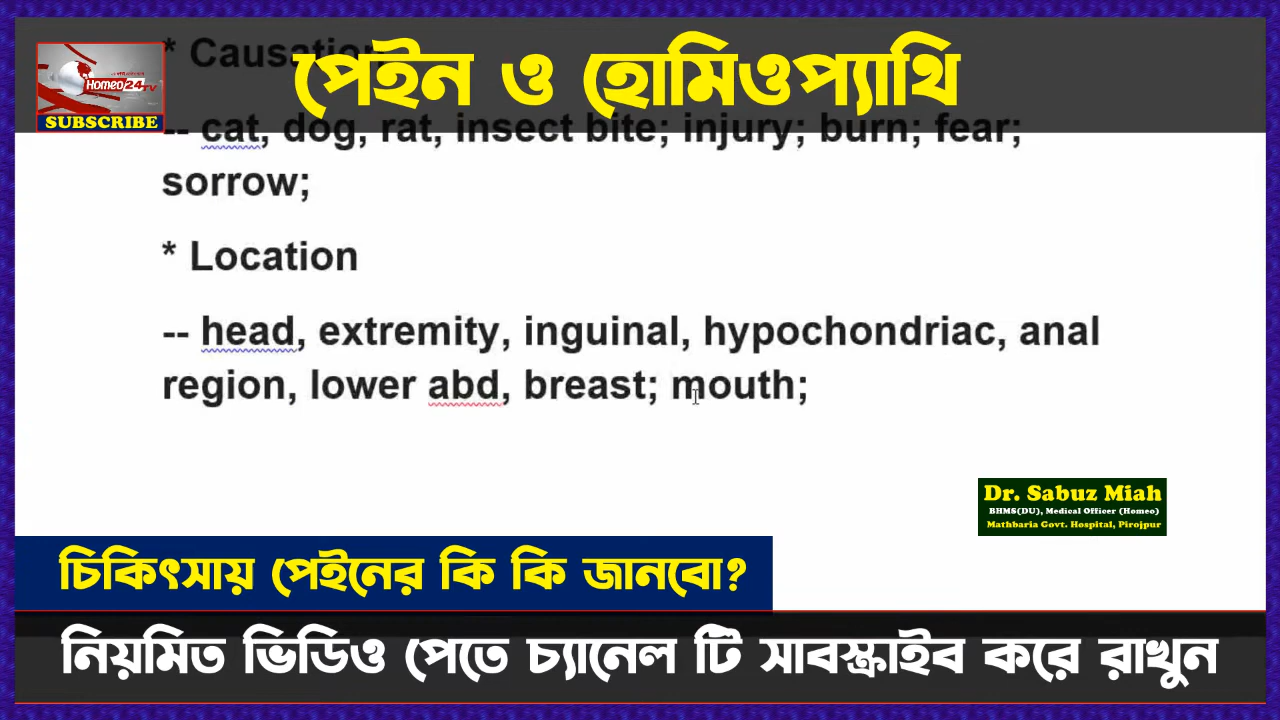 * Causation
পেইন ও হোমিওপ্যাথি
Homeo24TV
SUBSCRIBE
-- cat, dog, rat, insect bite; injury; burn; fear;
sorrow;
* Location
-- head, extremity, inguinal, hypochondriac, anal
region, lower abd, breast; mouth;
Dr. Sabuz Miah
BHMS(DU), Medical Officer (Homeo)
Mathbaria Govt. Hospital, Pirojpur
চিকিৎসায় পেইনের কি কি জানবো?
নিয়মিত ভিডিও পেতে চ্যানেল টি সাবস্ক্রাইব করে রাখুন